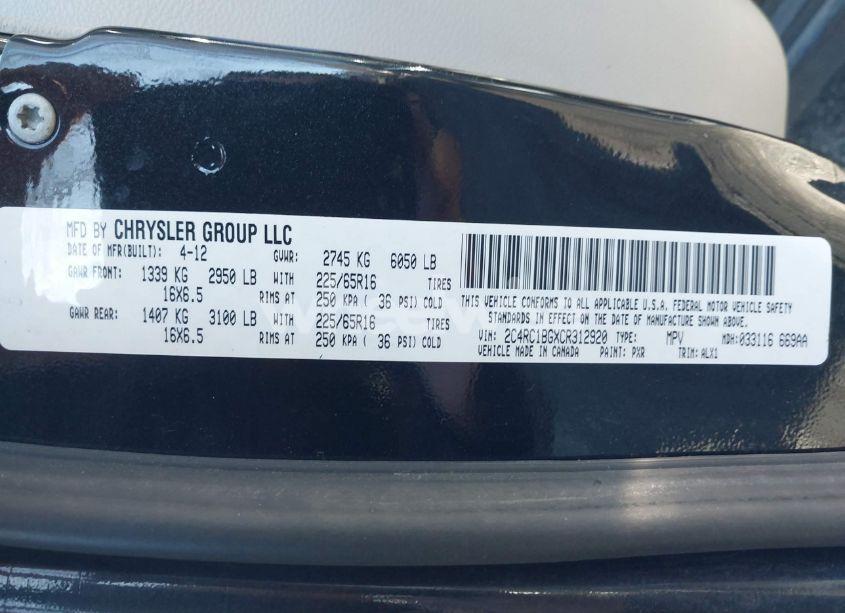 MFD BY CHRYSLER GROUP LLC
DATE OF MFR(BUILT): 4-12 GVWR: 2745 KG 6050 LB
GAWR FRONT: 1339 KG 2950 LB WITH 225/65R16 TIRES
16X6.5 RIMS AT 250 KPA ( 36 PSI) COLD
GAWR REAR: 1407 KG 3100 LB WITH 225/65R16 TIRES
16X6.5 RIMS AT 250 KPA ( 36 PSI) COLD
THIS VEHICLE CONFORMS TO ALL APPLICABLE U.S.A. FEDERAL MOTOR VEHICLE SAFETY
STANDARDS IN EFFECT ON THE DATE OF MANUFACTURE SHOWN ABOVE.
VIN: 2C4RC1BGXCR312920 TYPE: MPV MDH:033116 669AA
VEHICLE MADE IN CANADA PAINT: PXR TRIM: ALX1